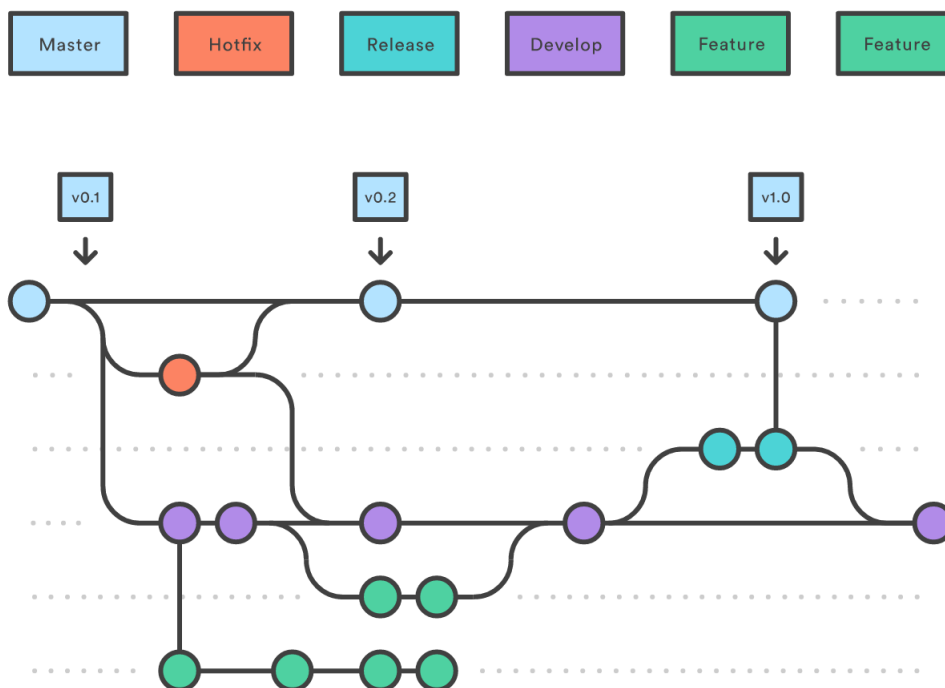 Master
Hotfix
Release
Develop
Feature
Feature
v0.1
v0.2
v1.0